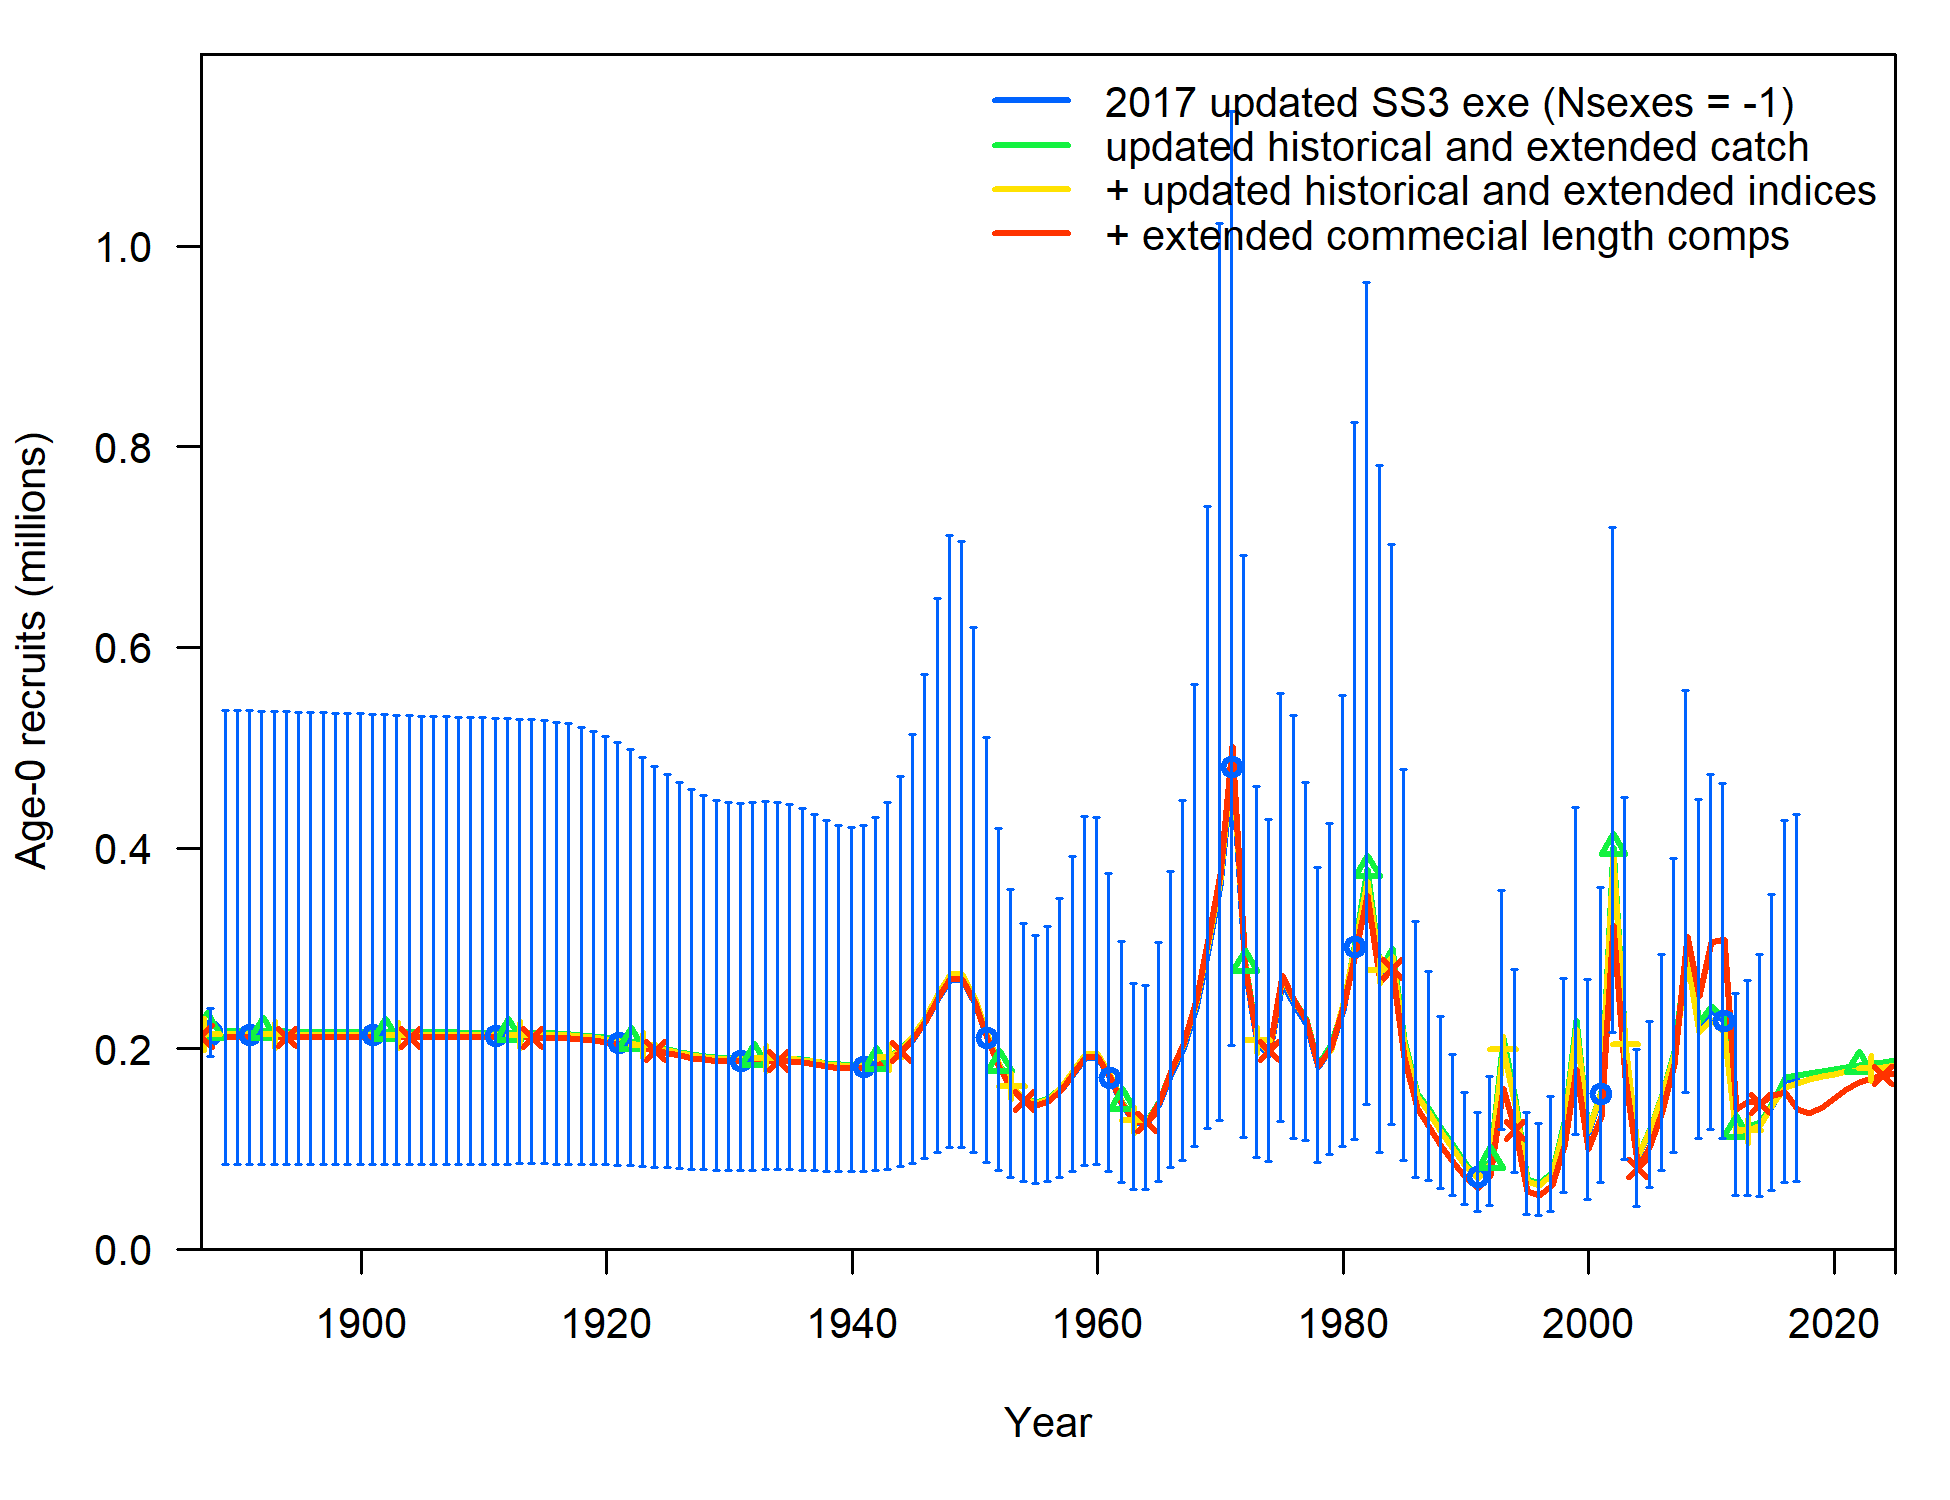 2017 updated SS3 exe (Nsexes = -1)
updated historical and extended catch
+ updated historical and extended indices
+ extended commecial length comps
Age-0 recruits (millions)
1.0
0.8
0.6
0.4
0.2
0.0
1900 1920 1940 1960 1980 2000 2020
Year